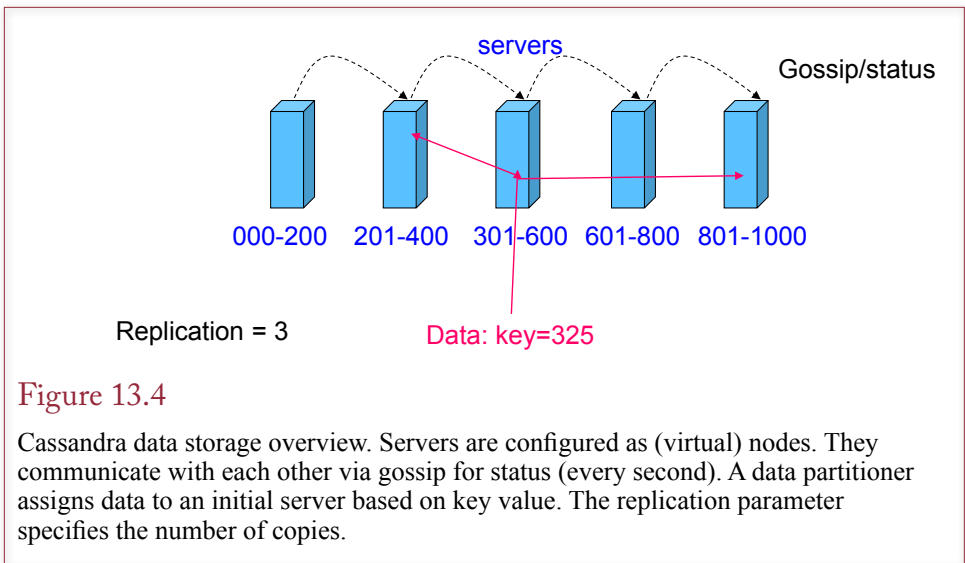 servers
Gossip/status
000-200 201-400 301-600 601-800 801-1000
Replication = 3
Data: key=325
Figure 13.4
Cassandra data storage overview. Servers are configured as (virtual) nodes. They
communicate with each other via gossip for status (every second). A data partitioner
assigns data to an initial server based on key value. The replication parameter
specifies the number of copies.